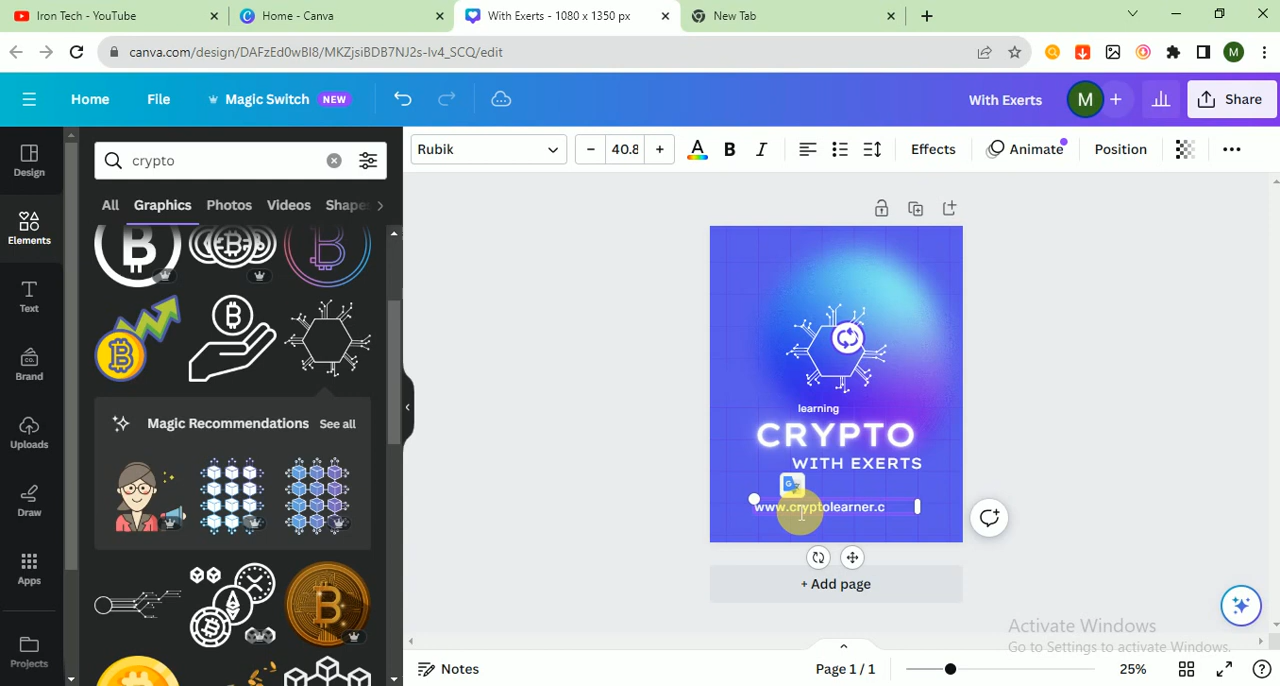 Iron Tech - YouTube
Home - Canva
With Exerts - 1080 x 1350 px
New Tab
canva.com/design/DAFzEd0wBI8/MKZjsiBDB7NJ2s-lv4_SCQ/edit
M
Home
File
Magic Switch NEW
With Exerts
M
Share
Design
Elements
Text
Brand
Uploads
Draw
Apps
Projects
crypto
All
Graphics
Photos
Videos
Shape
Magic Recommendations
See all
Rubik
40.8
A
B
I
Effects
Animate
Position
learning
CRYPTO
WITH EXERTS
www.cryptolearner.c
+ Add page
Activate Windows
Go to Settings to activate Windows.
Notes
Page 1 / 1
25%